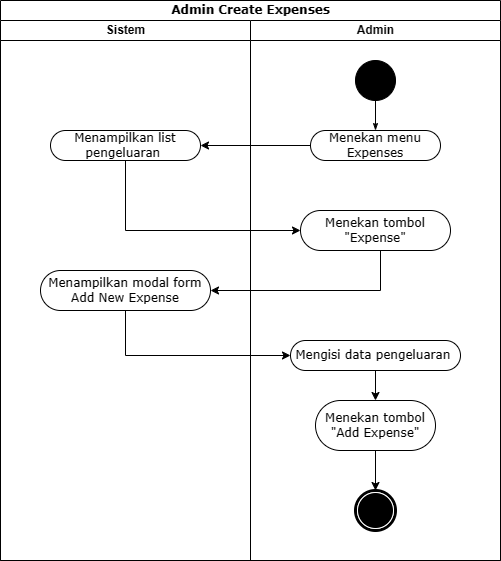 Admin Create Expenses
Sistem
Admin
Menekan menu
Expenses
Menampilkan list
pengeluaran
Menekan tombol
"Expense"
Menampilkan modal form
Add New Expense
Mengisi data pengeluaran
Menekan tombol
"Add Expense"